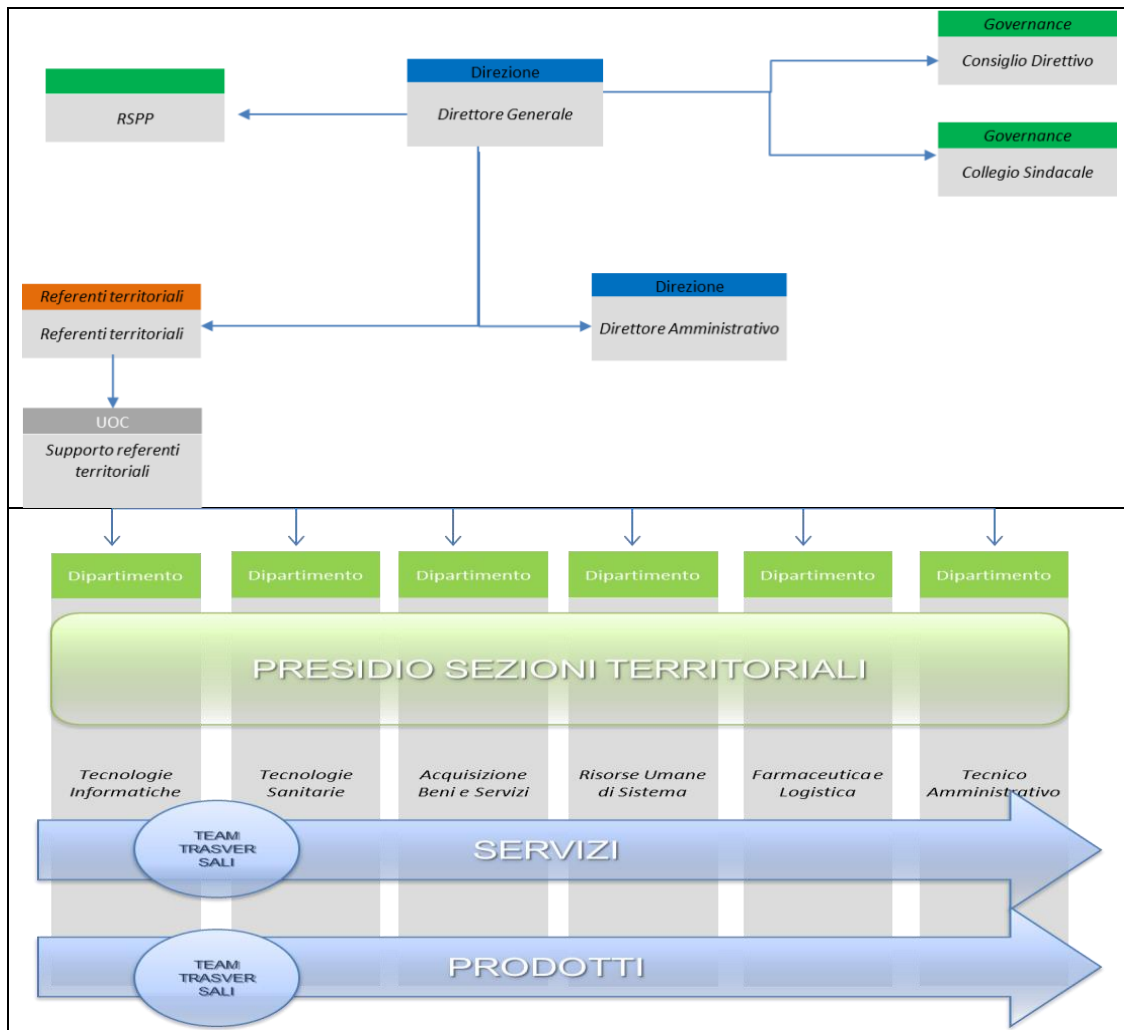 Governance
Consiglio Direttivo
Direzione
Direttore Generale
RSPP
Governance
Collegio Sindacale
Referenti territoriali
Referenti territoriali
Direzione
Direttore Amministrativo
UOC
Supporto referenti
territoriali
Dipartimento
Dipartimento
Dipartimento
Dipartimento
Dipartimento
Dipartimento
PRESIDIO SEZIONI TERRITORIALI
Tecnologie
Informatiche
Tecnologie
Sanitarie
Acquisizione
Beni e Servizi
Risorse Umane
di Sistema
Farmaceutica e
Logistica
Tecnico
Amministrativo
TEAM
TRASVER
SALI
SERVIZI
TEAM
TRASVER
SALI
PRODOTTI